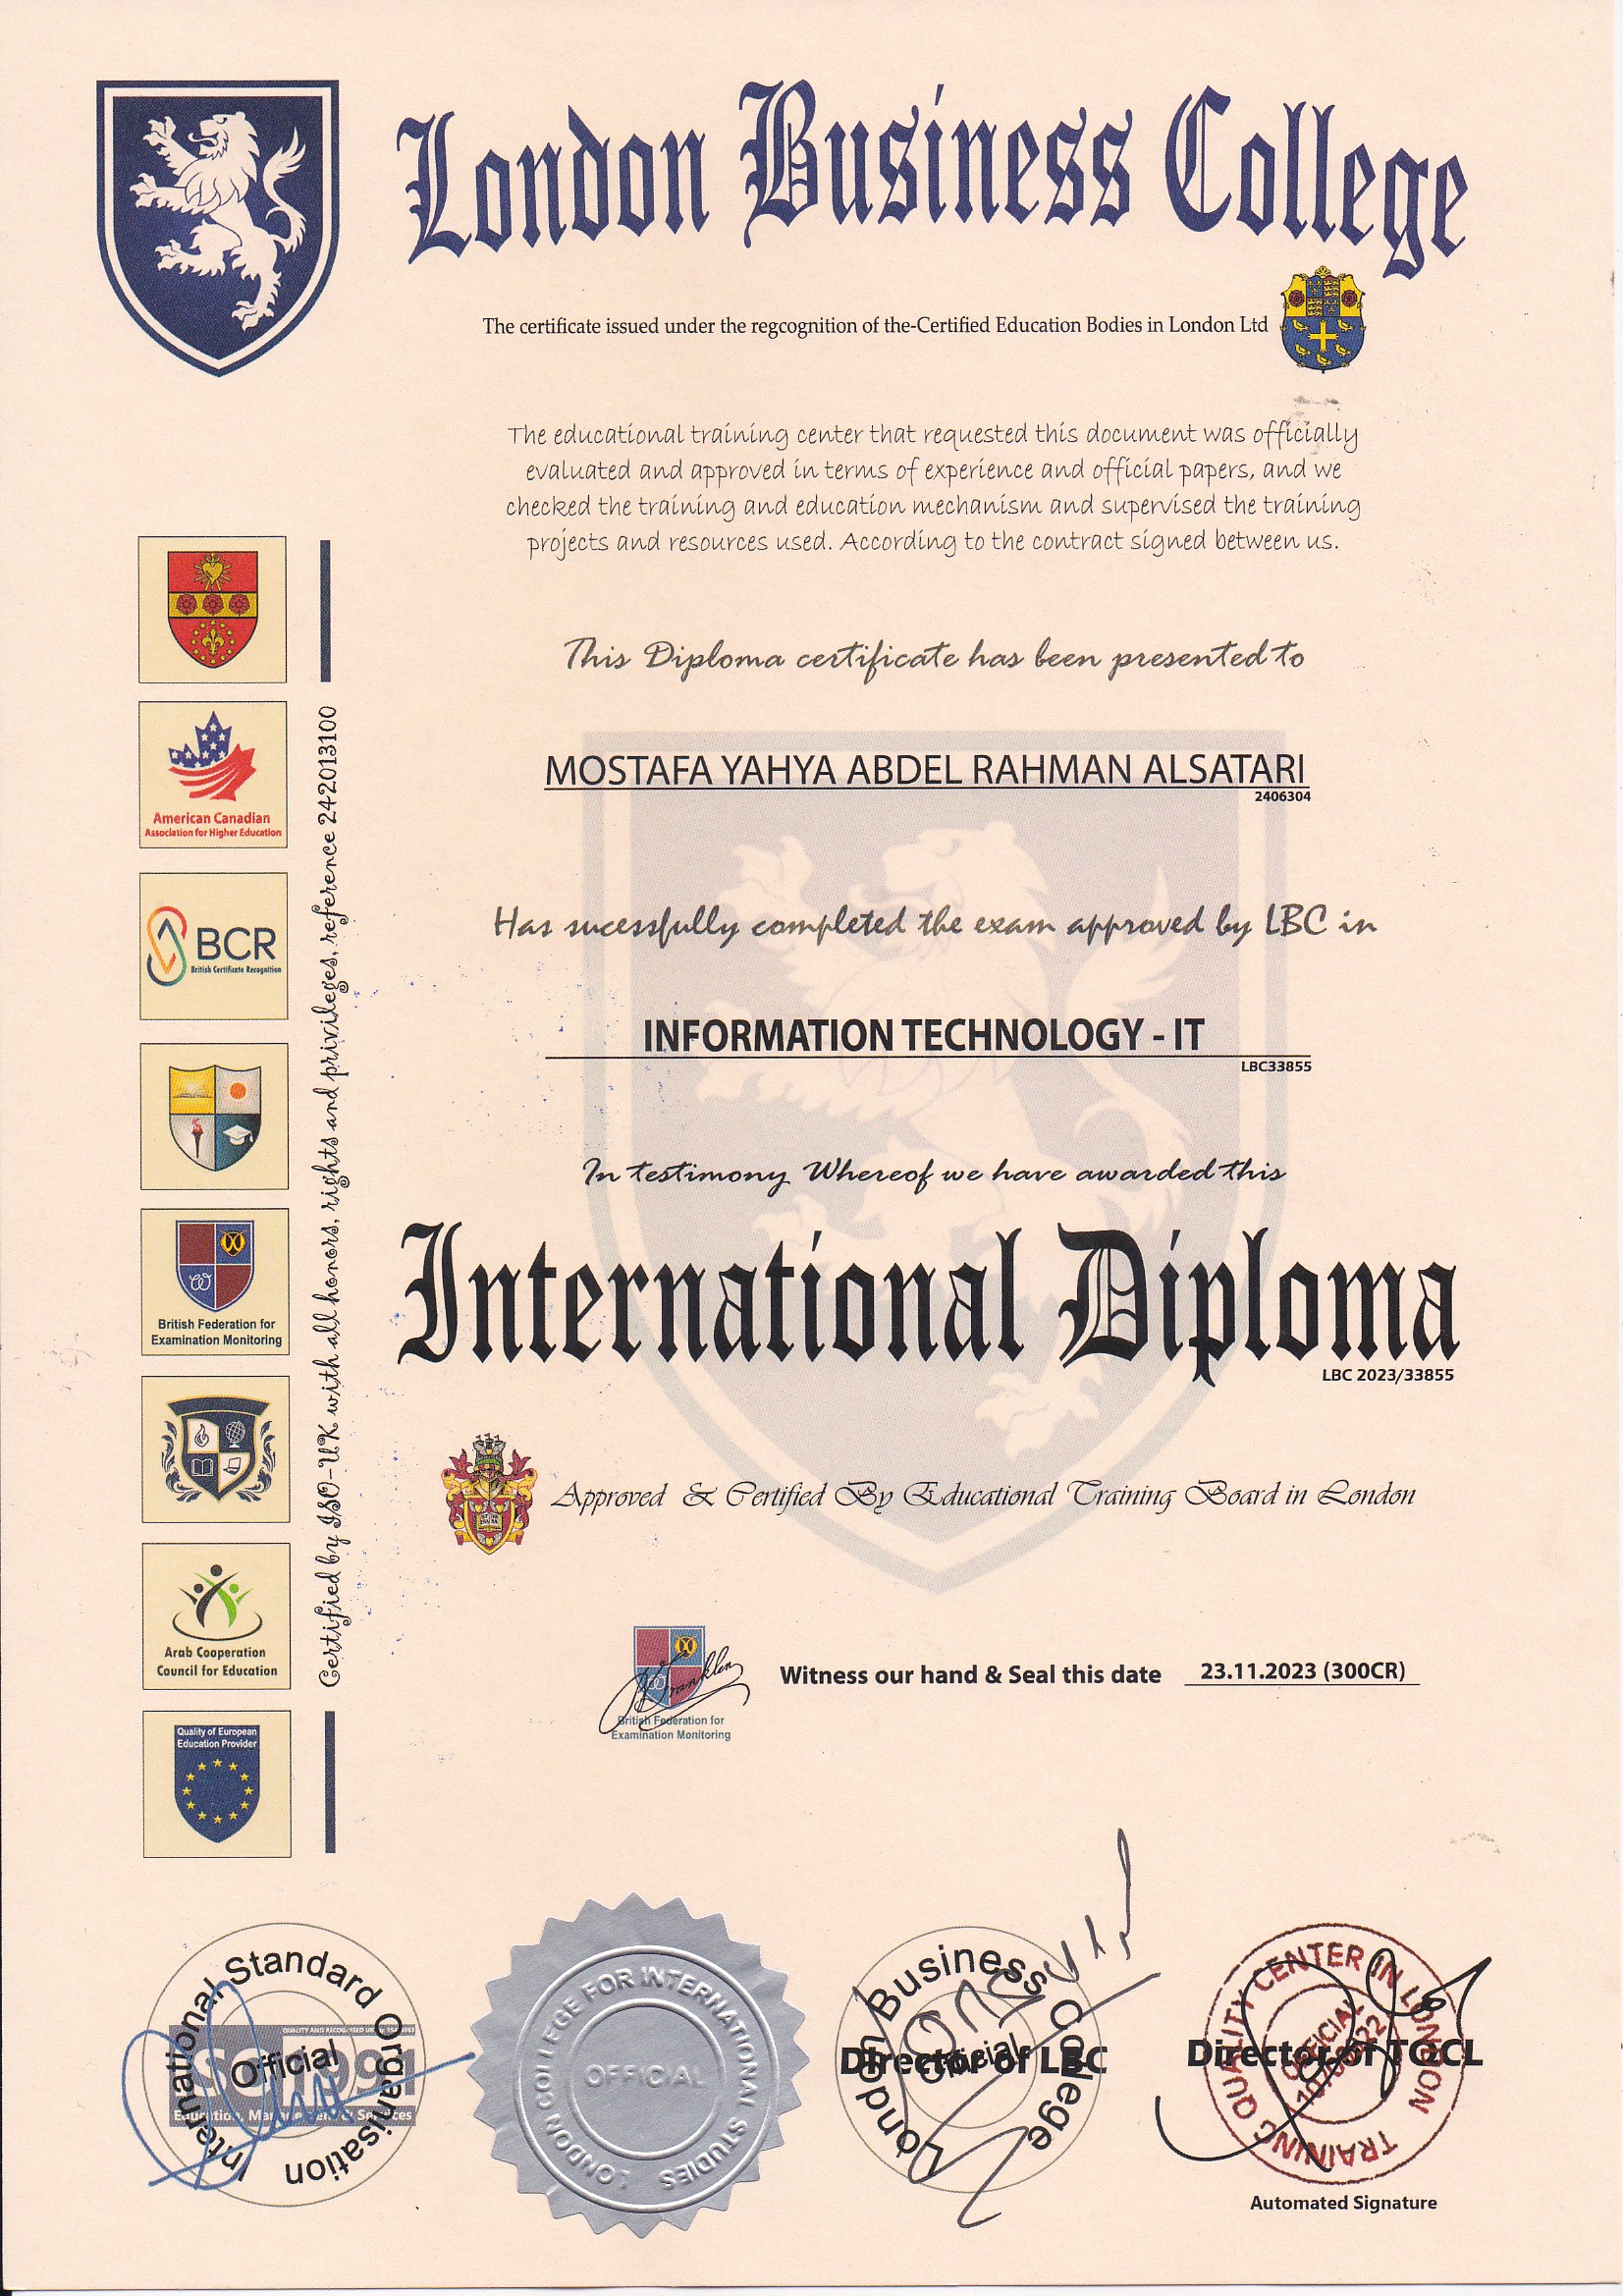 London Business College
The certificate issued under the regcognition of the-Certified Education Bodies in London Ltd
The educational training center that requested this document was officially
evaluated and approved in terms of experience and official papers, and we
checked the training and education mechanism and supervised the training
projects and resources used. According to the contract signed between us.
This Diploma certificate has been presented to
MOSTAFA YAHYA ABDEL RAHMAN ALSATARI
2406304
Has sucessfully completed the exam approved by LBC in
INFORMATION TECHNOLOGY - IT
LBC33855
In testimony Whereof we have awarded this
International Diploma
LBC 2023/33855
Approved & Certified By Educational Training Board in London
Witness our hand & Seal this date 23.11.2023 (300CR)
British Federation for
Examination Monitoring
American Canadian
Association for Higher Education
BCR
British Certificate Recognition
British Federation for
Examination Monitoring
Arab Cooperation
Council for Education
Quality of European
Education Provider
Certified by ISO-UK with all honors, rights and privileges, reference 242013100
International Standard Organisation
Official
LONDON COLLEGE FOR INTERNATIONAL STUDIES
OFFICIAL
London Business College
Official
Director of LBC
TRAINING QUALITY CENTER IN LONDON
OFFICIAL
Director of TQCL
Automated Signature